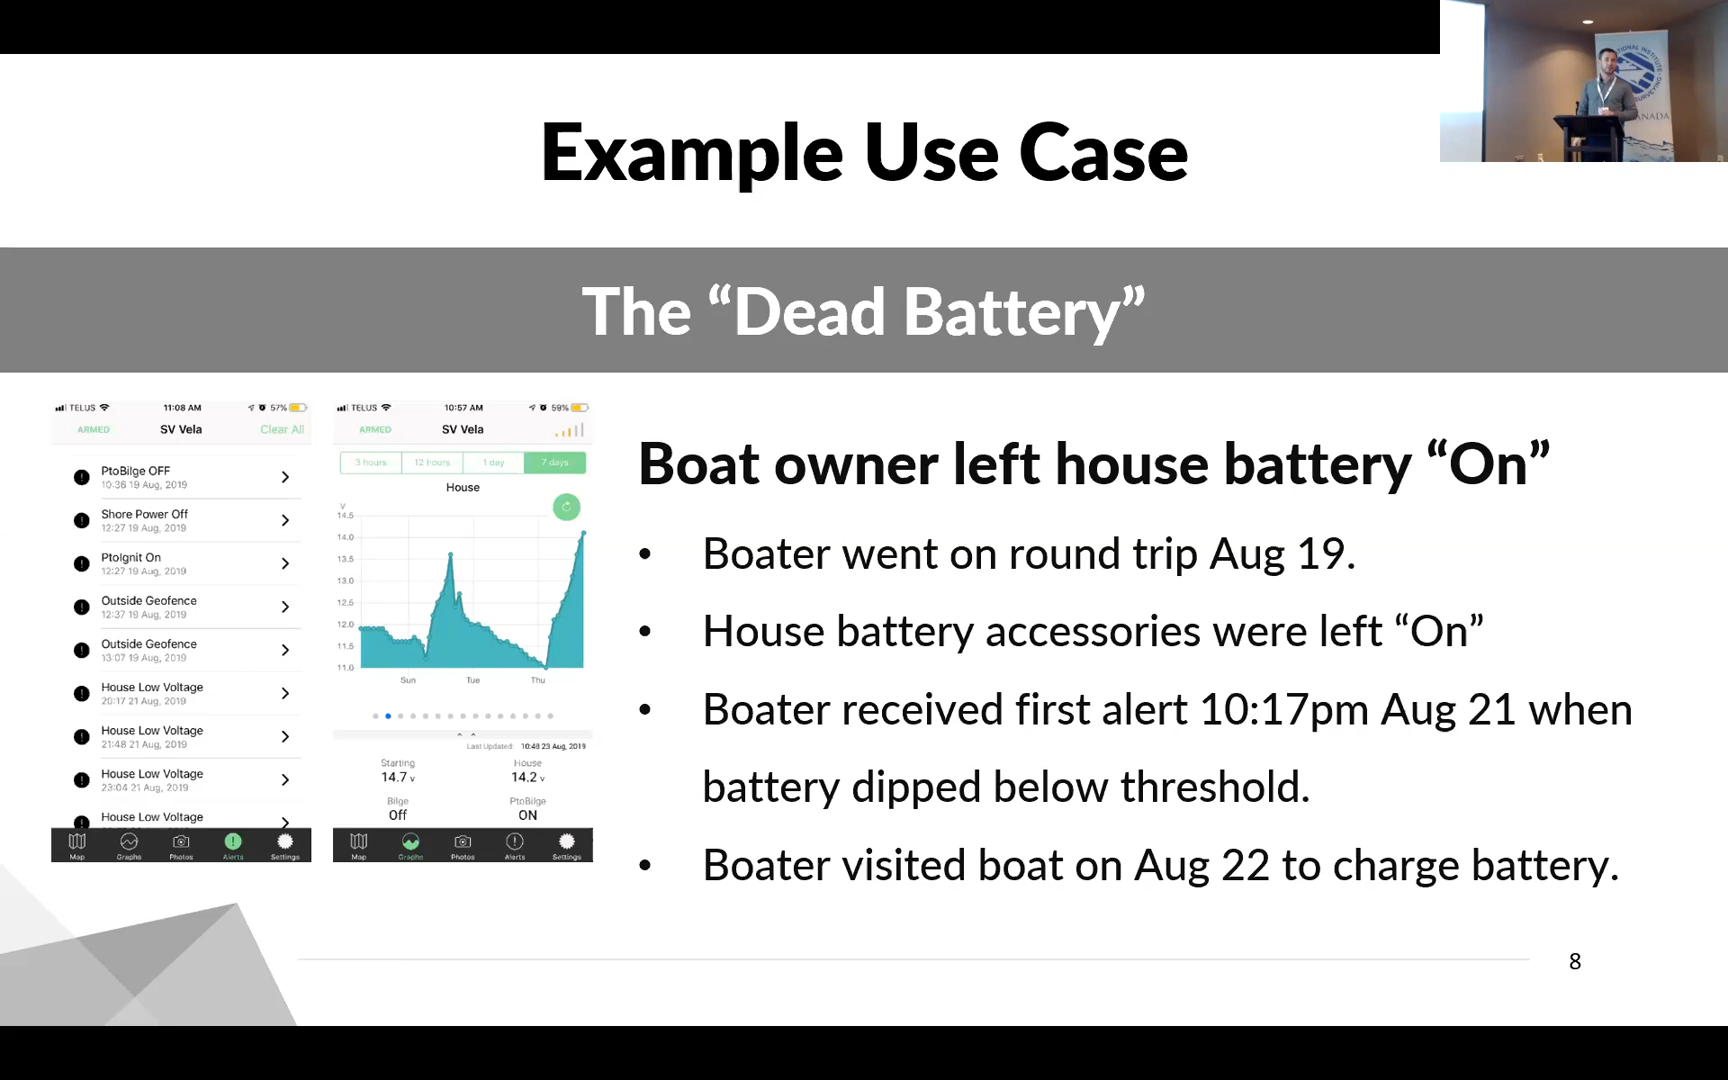 Example Use Case
The “Dead Battery”
TELUS 11:08 AM 57%
ARMED SV Vela Clear All
PtoBilge OFF
10:36 19 Aug, 2019
Shore Power Off
12:27 19 Aug, 2019
PtoIgnit On
12:27 19 Aug, 2019
Outside Geofence
12:37 19 Aug, 2019
Outside Geofence
13:07 19 Aug, 2019
House Low Voltage
20:17 21 Aug, 2019
House Low Voltage
21:48 21 Aug, 2019
House Low Voltage
23:04 21 Aug, 2019
House Low Voltage
Map Graphs Photos Alerts Settings
TELUS 10:57 AM 59%
ARMED SV Vela
3 hours 12 hours 1 day 7 days
House
V
14.5
14.0
13.5
13.0
12.5
12.0
11.5
11.0
Sun Tue Thu
Last Updated: 10:48 23 Aug, 2019
Starting House
14.7 v 14.2 v
Bilge PtoBilge
Off ON
Map Graphs Photos Alerts Settings
Boat owner left house battery “On”
• Boater went on round trip Aug 19.
• House battery accessories were left “On”
• Boater received first alert 10:17pm Aug 21 when
battery dipped below threshold.
• Boater visited boat on Aug 22 to charge battery.
8